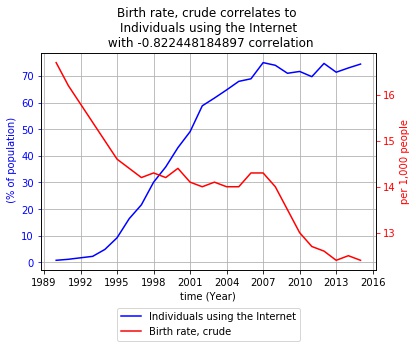 Birth rate, crude correlates to
Individuals using the Internet
with -0.822448184897 correlation
70
60
50
40
30
20
10
0
(% of population)
16
15
14
13
per 1,000 people
1989 1992 1995 1998 2001 2004 2007 2010 2013 2016
time (Year)
Individuals using the Internet
Birth rate, crude